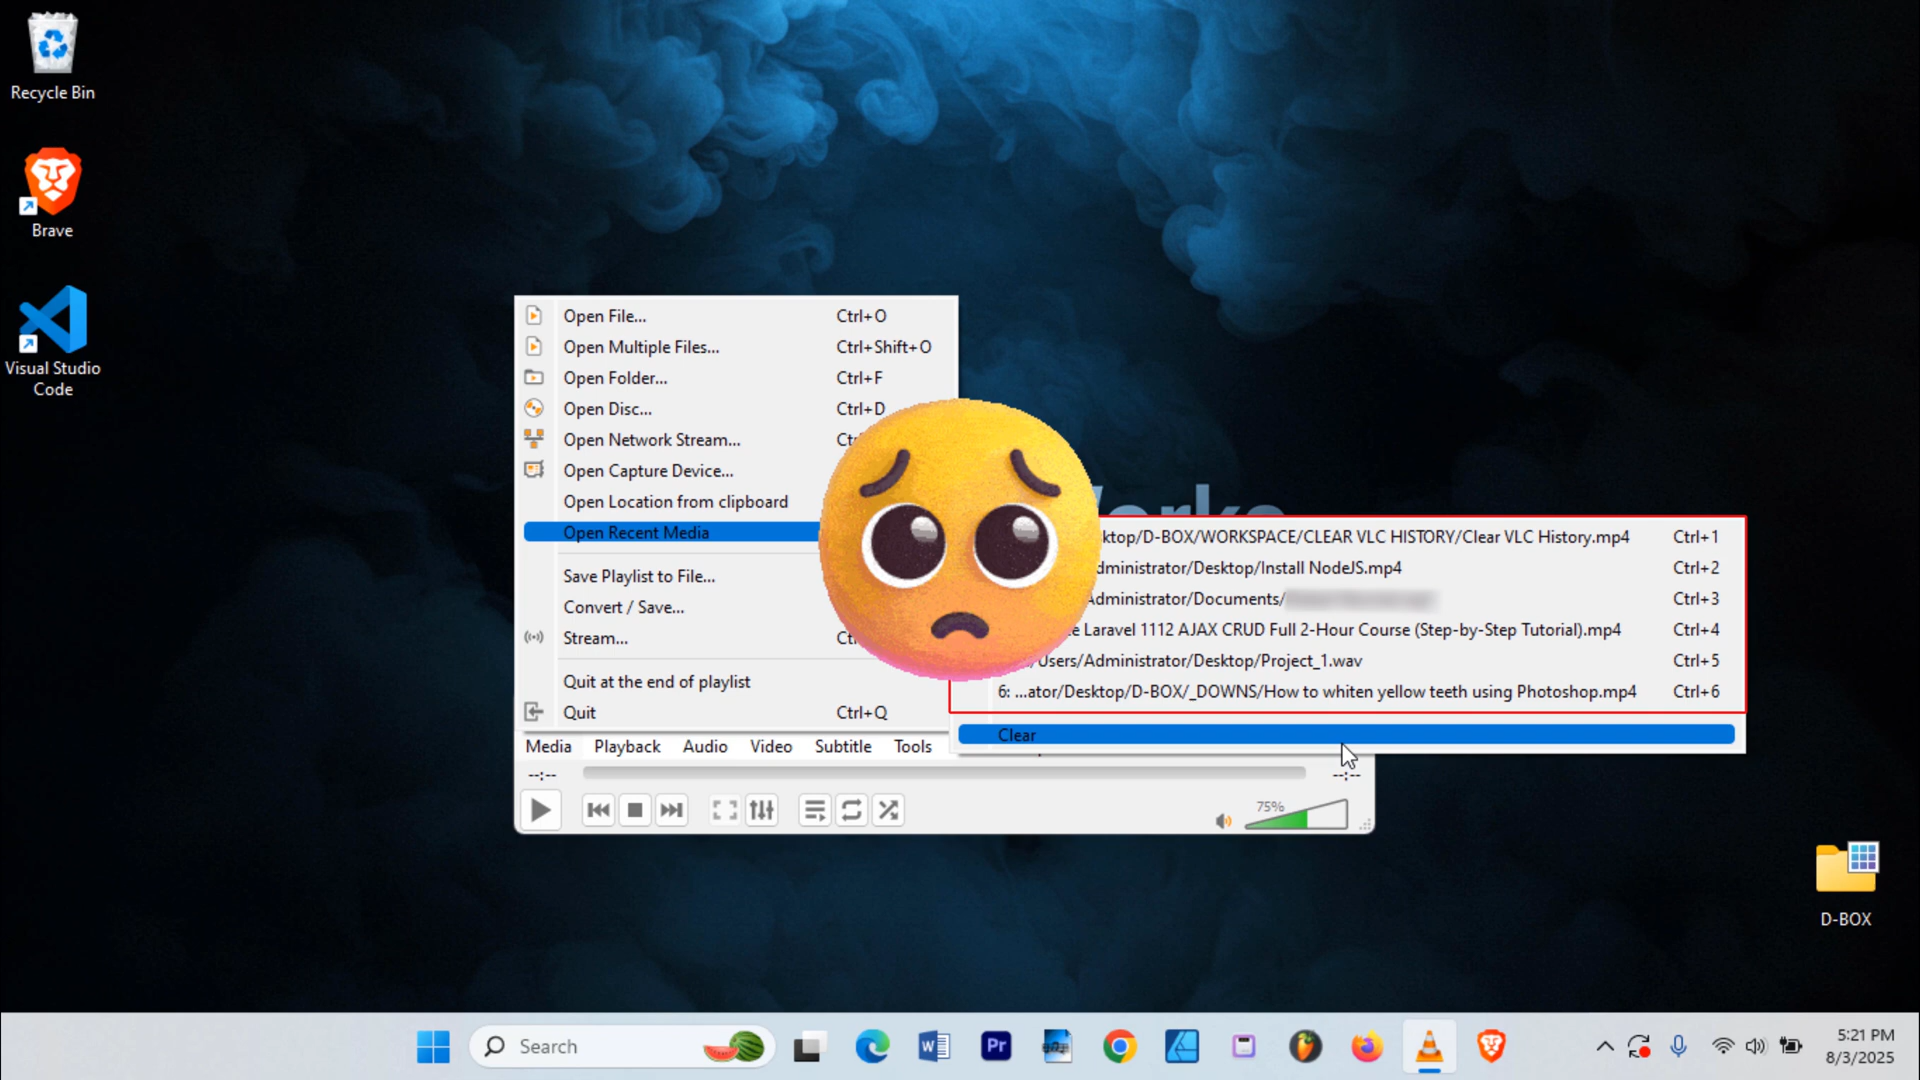 Recycle Bin
Brave
Visual Studio
Code
Open File... Ctrl+O
Open Multiple Files... Ctrl+Shift+O
Open Folder... Ctrl+F
Open Disc... Ctrl+D
Open Network Stream...
Open Capture Device...
Open Location from clipboard
Open Recent Media
Save Playlist to File...
Convert / Save...
Stream...
Quit at the end of playlist
Quit Ctrl+Q
ktop/D-BOX/WORKSPACE/CLEAR VLC HISTORY/Clear VLC History.mp4 Ctrl+1
dministrator/Desktop/Install NodeJS.mp4 Ctrl+2
Administrator/Documents/ Ctrl+3
e Laravel 1112 AJAX CRUD Full 2-Hour Course (Step-by-Step Tutorial).mp4 Ctrl+4
/Users/Administrator/Desktop/Project_1.wav Ctrl+5
6: ...ator/Desktop/D-BOX/_DOWNS/How to whiten yellow teeth using Photoshop.mp4 Ctrl+6
Clear
Media Playback Audio Video Subtitle Tools
--:-- --:--
75%
D-BOX
Search
W
Pr
5:21 PM
8/3/2025